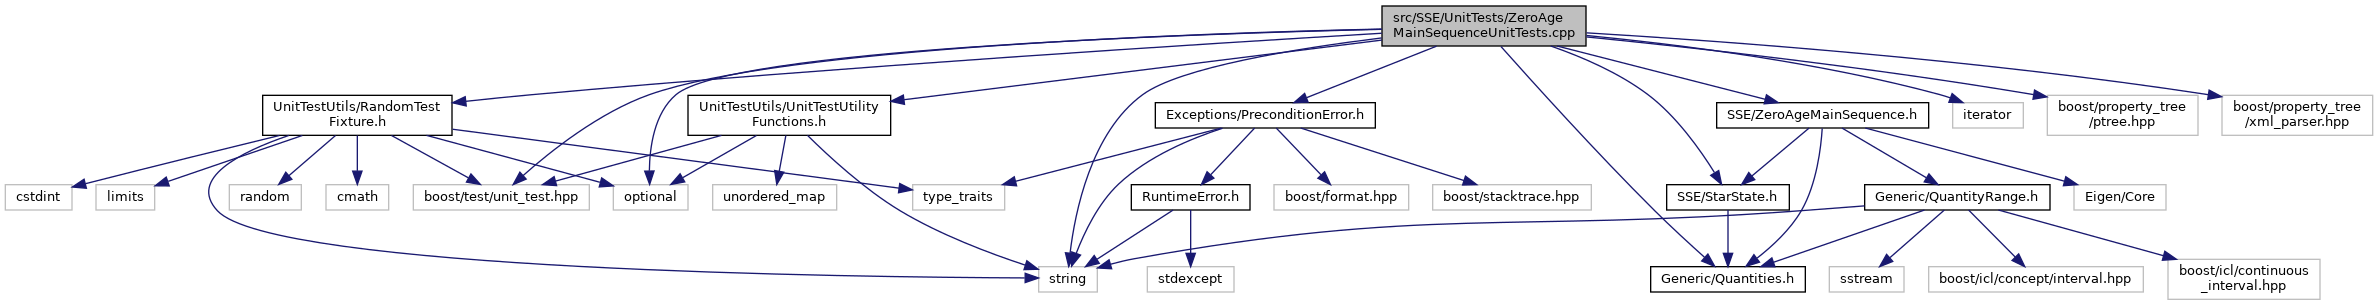 src/SSE/UnitTests/ZeroAge
MainSequenceUnitTests.cpp
UnitTestUtils/RandomTest
Fixture.h
UnitTestUtils/UnitTestUtility
Functions.h
Exceptions/PreconditionError.h
SSE/ZeroAgeMainSequence.h
iterator
boost/property_tree
/ptree.hpp
boost/property_tree
/xml_parser.hpp
cstdint
limits
random
cmath
boost/test/unit_test.hpp
optional
unordered_map
type_traits
RuntimeError.h
boost/format.hpp
boost/stacktrace.hpp
SSE/StarState.h
Generic/QuantityRange.h
Eigen/Core
string
stdexcept
Generic/Quantities.h
sstream
boost/icl/concept/interval.hpp
boost/icl/continuous
_interval.hpp